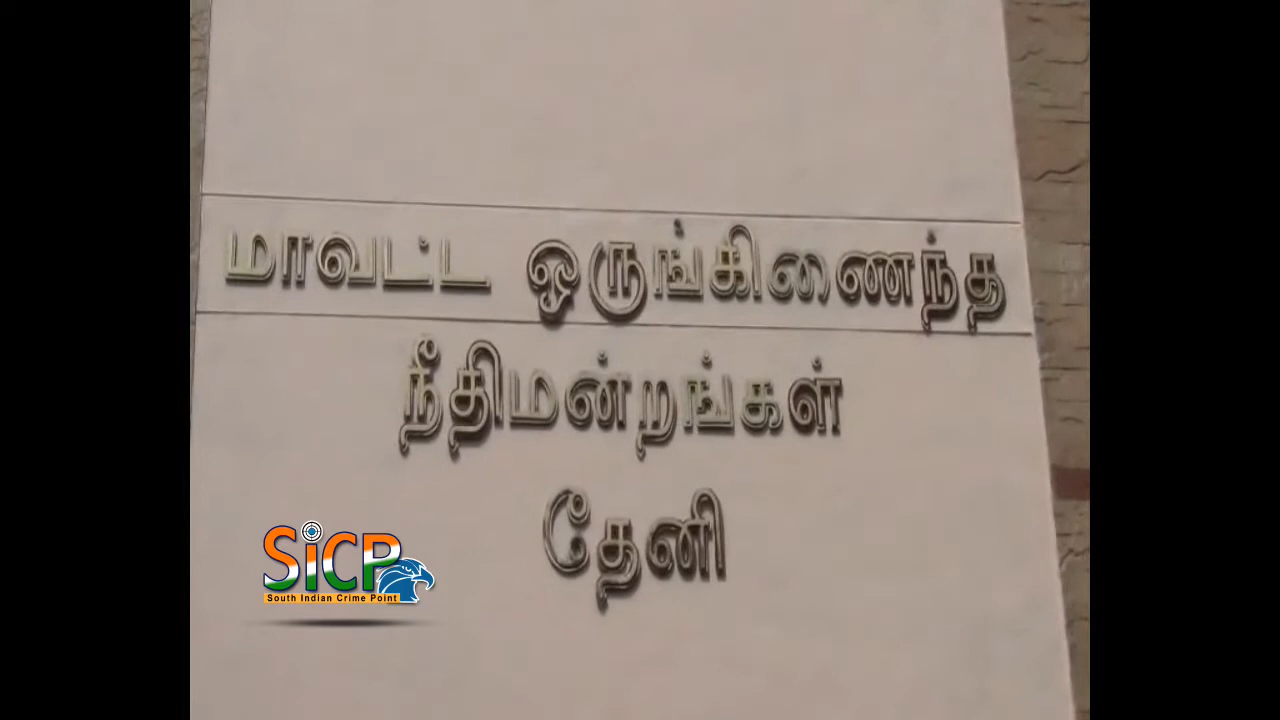 மாவட்ட ஒருங்கிணைந்த
நீதிமன்றங்கள்
தேனி
SiCP
South Indian Crime Point